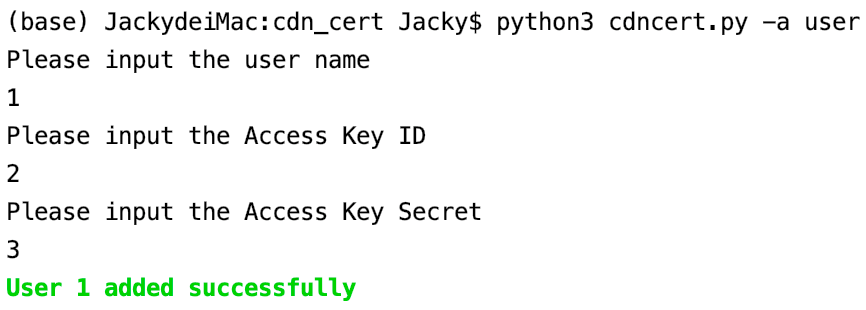 (base) JackydeiMac:cdn_cert Jacky$ python3 cdncert.py -a user
Please input the user name
1
Please input the Access Key ID
2
Please input the Access Key Secret
3
User 1 added successfully